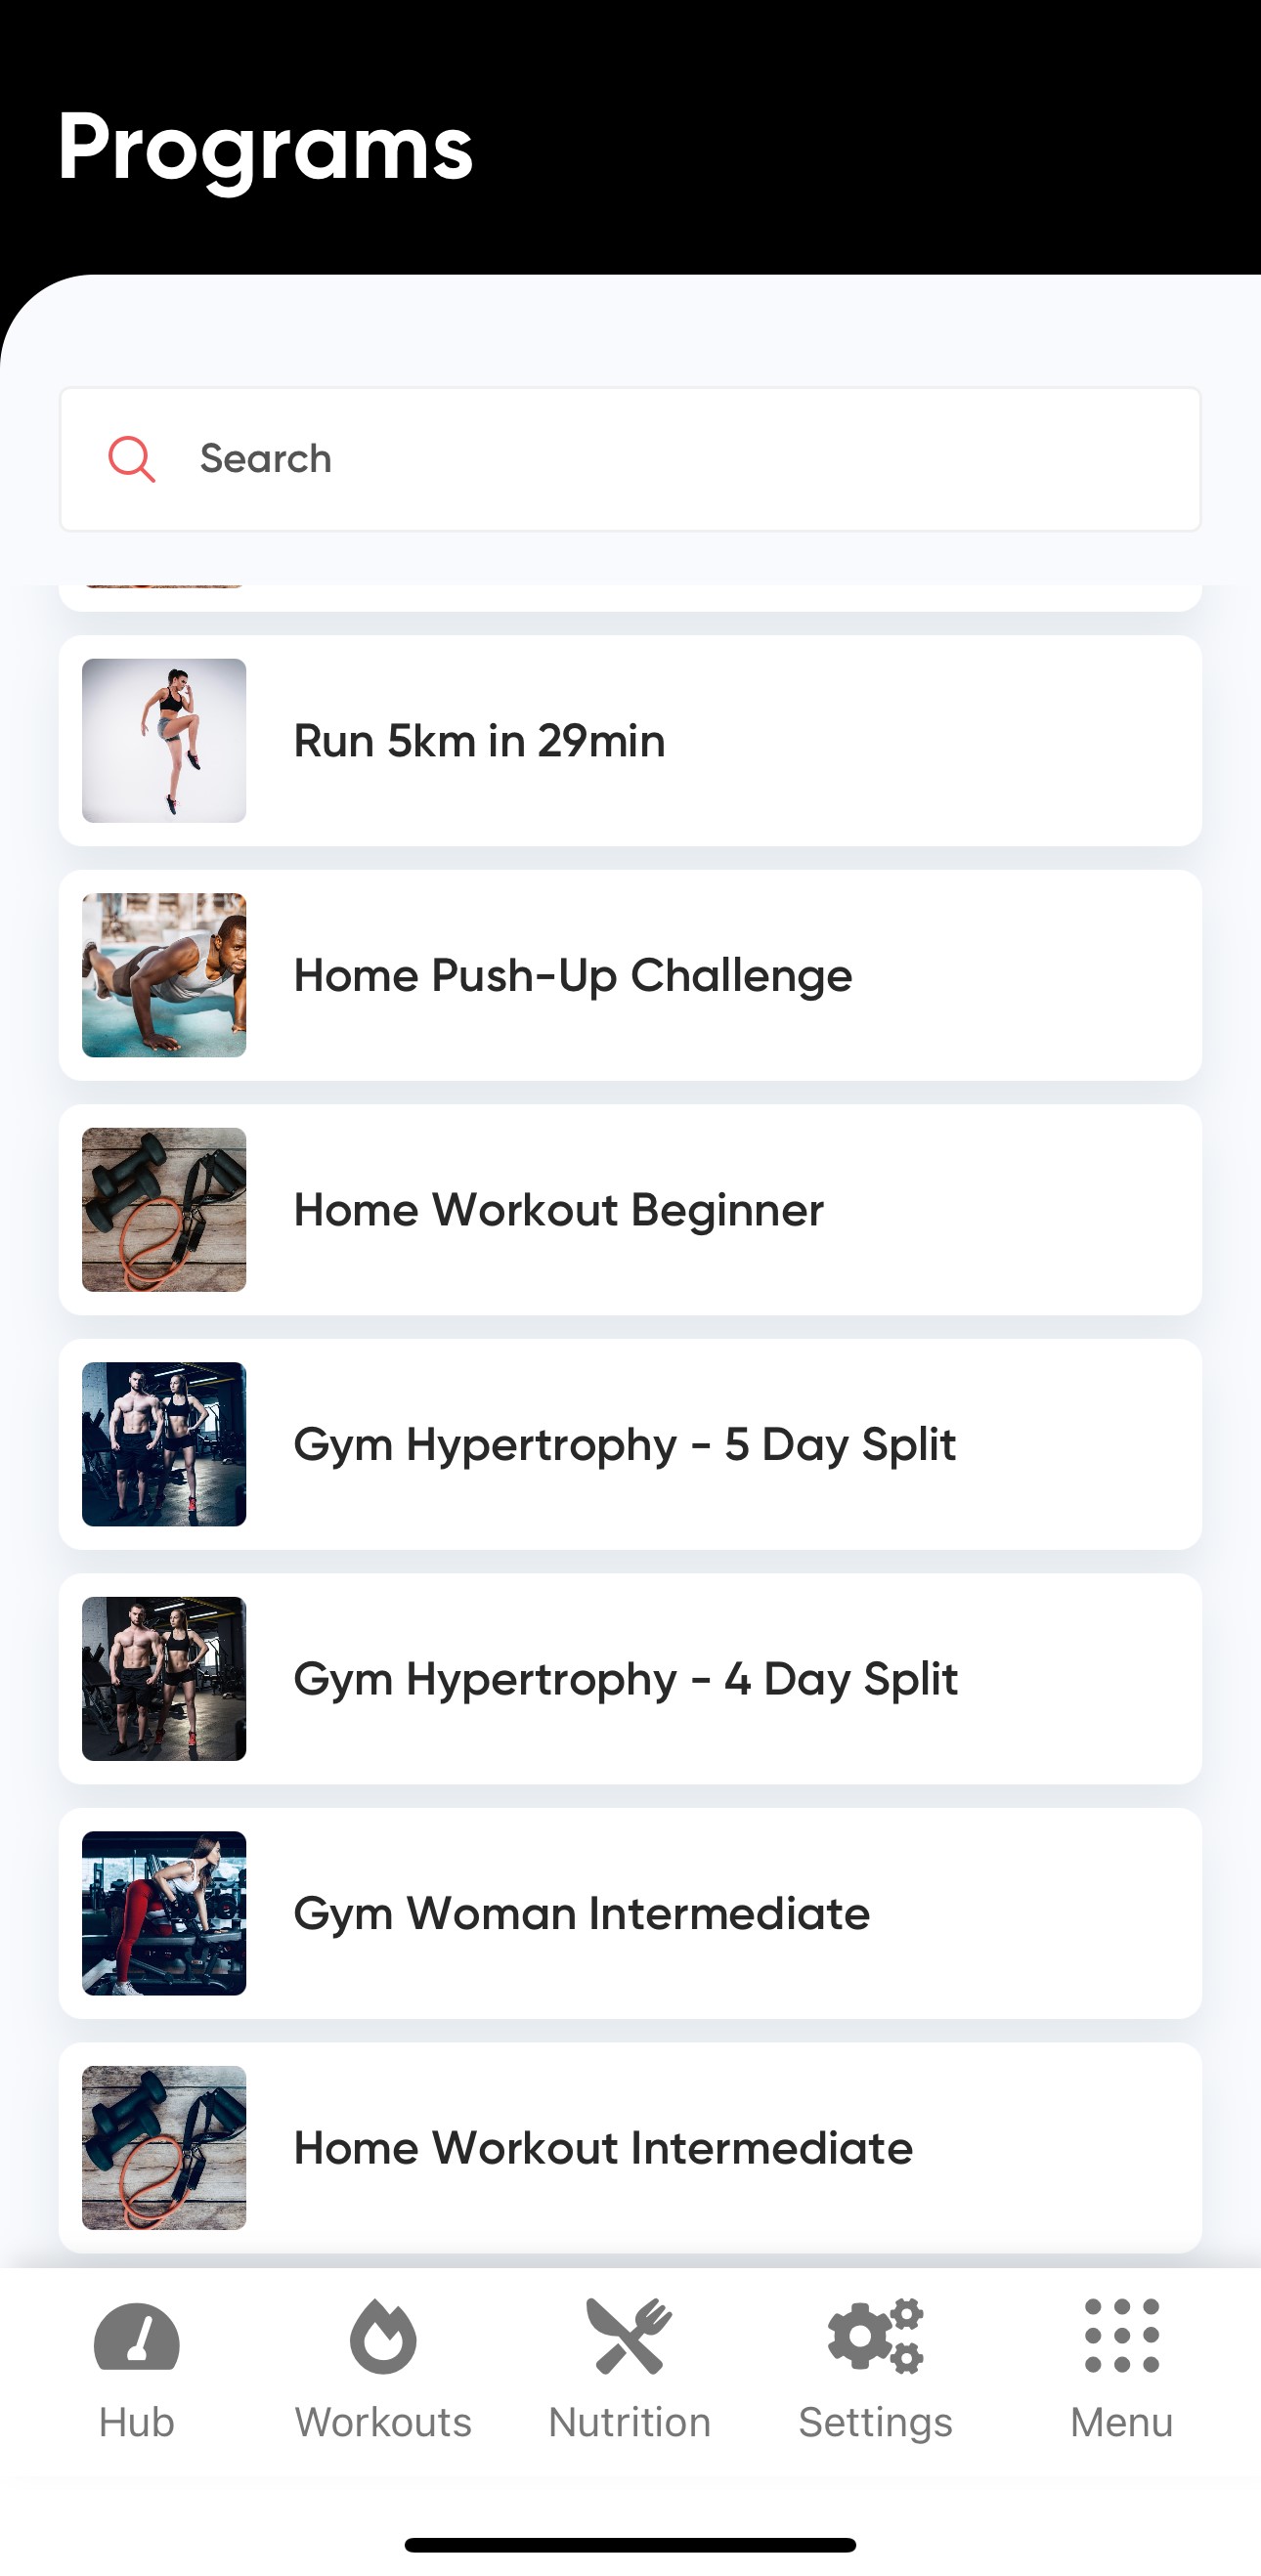 Programs
Search
Run 5km in 29min
Home Push-Up Challenge
Home Workout Beginner
Gym Hypertrophy - 5 Day Split
Gym Hypertrophy - 4 Day Split
Gym Woman Intermediate
Home Workout Intermediate
Hub
Workouts
Nutrition
Settings
Menu